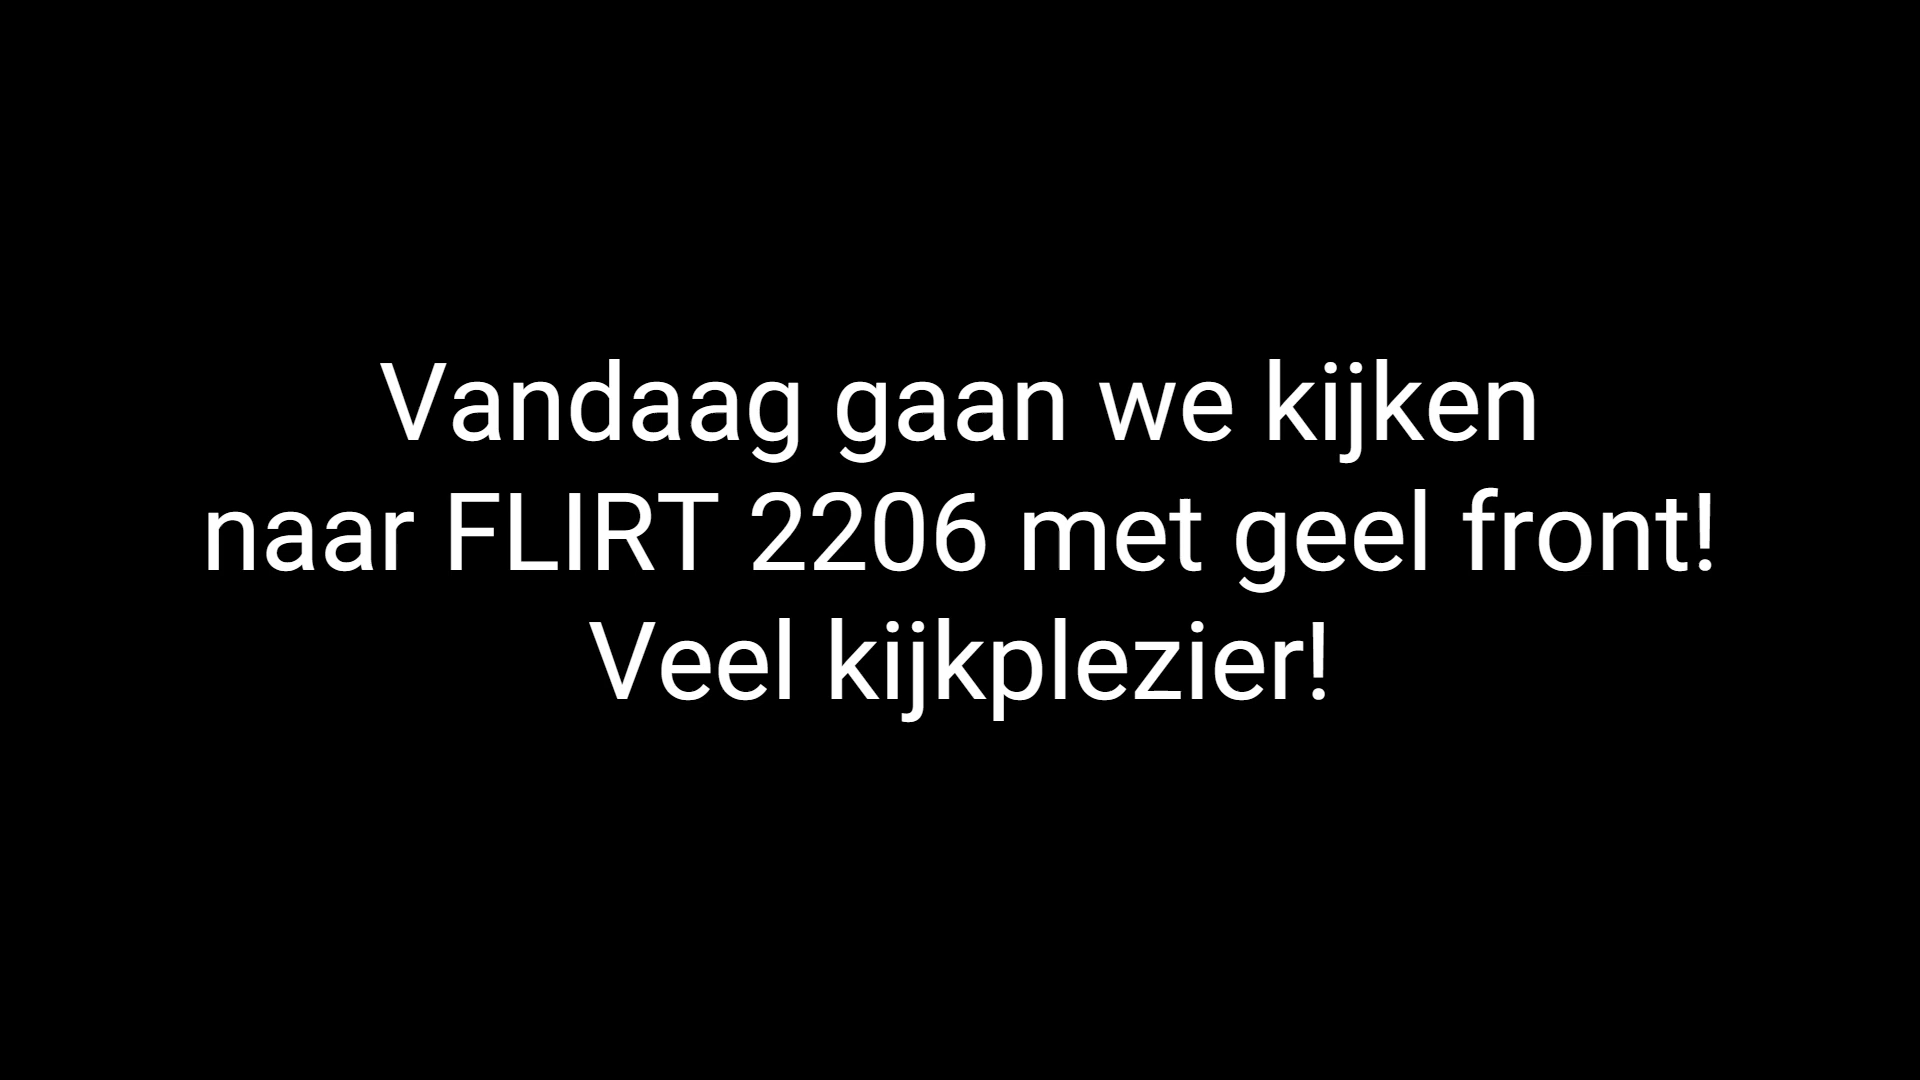 Vandaag gaan we kijken
naar FLIRT 2206 met geel front!
Veel kijkplezier!